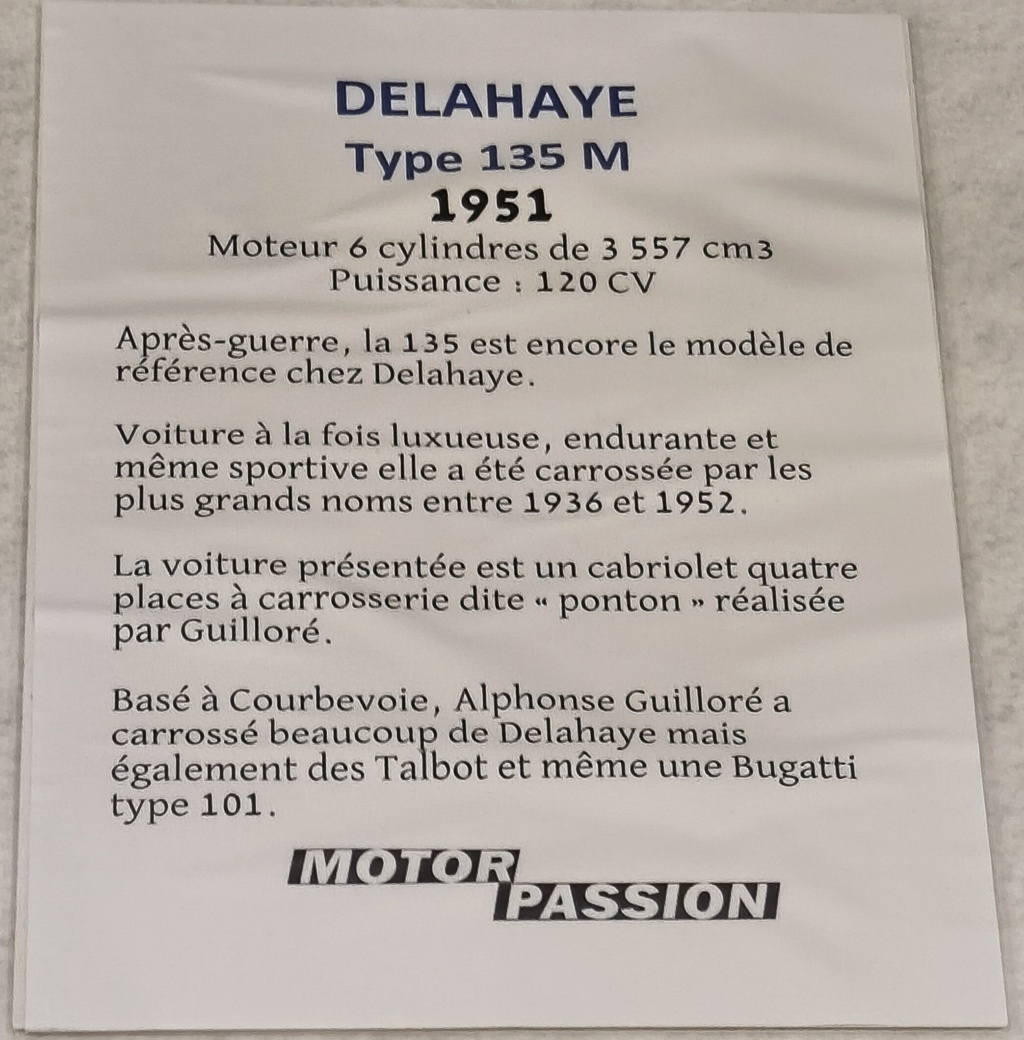 DELAHAYE
Type 135 M
1951
Moteur 6 cylindres de 3 557 cm3
Puissance : 120 CV
Après-guerre, la 135 est encore le modèle de
référence chez Delahaye.
Voiture à la fois luxueuse, endurante et
même sportive elle a été carrossée par les
plus grands noms entre 1936 et 1952.
La voiture présentée est un cabriolet quatre
places à carrosserie dite « ponton » réalisée
par Guilloré.
Basé à Courbevoie, Alphonse Guilloré a
carrossé beaucoup de Delahaye mais
également des Talbot et même une Bugatti
type 101.
MOTOR
PASSION